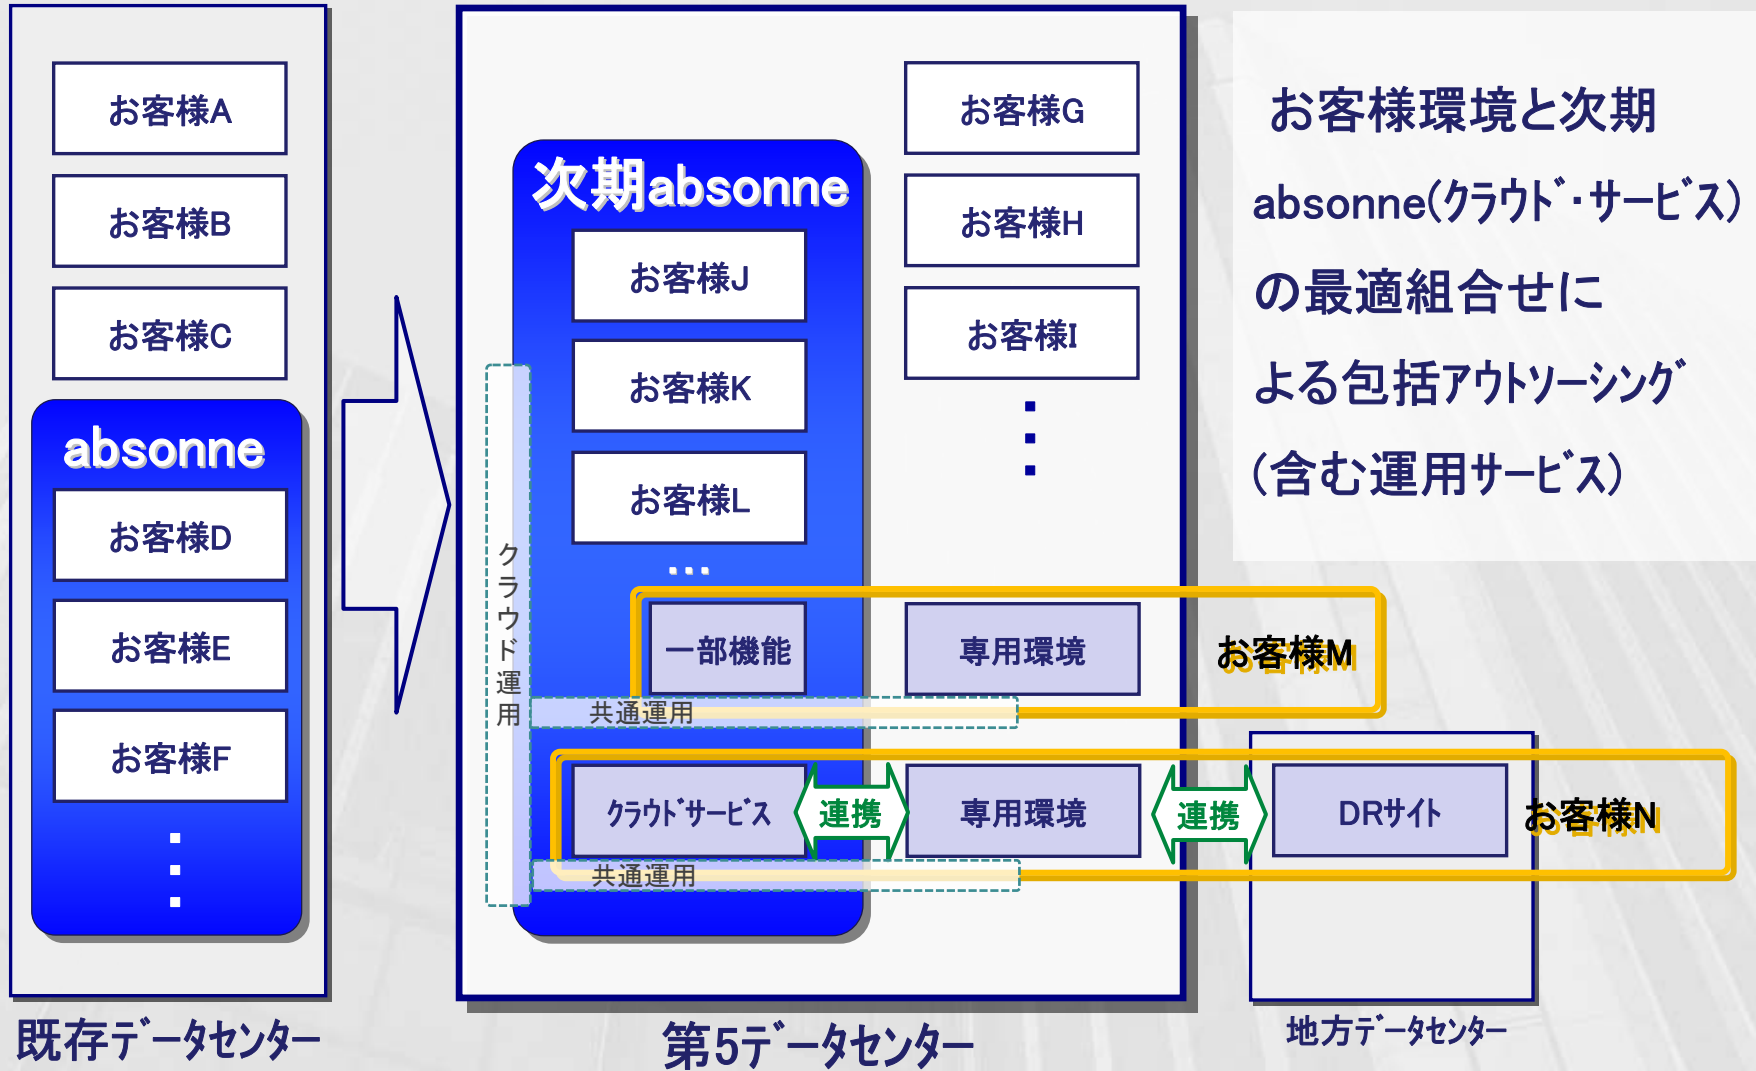 お客様A
お客様B
お客様C
absonne
お客様D
お客様E
お客様F
既存ﾃﾞｰﾀｾﾝﾀｰ
次期absonne
お客様J
お客様K
お客様L
…
お客様G
お客様H
お客様I
クラウド運用
一部機能
専用環境
お客様M
共通運用
ｸﾗｳﾄﾞｻｰﾋﾞｽ
連携
専用環境
連携
DRｻｲﾄ
お客様N
共通運用
第5ﾃﾞｰﾀｾﾝﾀｰ
地方ﾃﾞｰﾀｾﾝﾀｰ
お客様環境と次期
absonne(ｸﾗｳﾄﾞ・ｻｰﾋﾞｽ)
の最適組合せに
よる包括ｱｳﾄｿｰｼﾝｸﾞ
(含む運用ｻｰﾋﾞｽ)